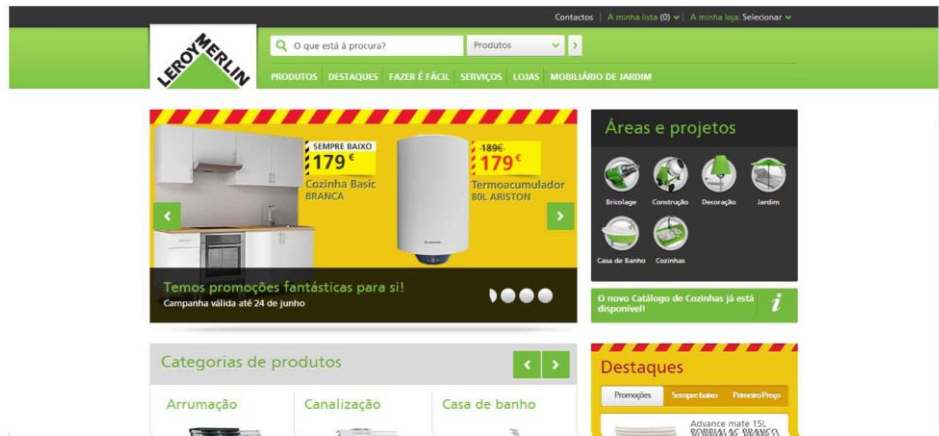 Contactos | A minha lista (0) | A minha loja: Selecionar
LEROY MERLIN
O que está à procura?
Produtos
PRODUTOS DESTAQUES FAZER É FÁCIL SERVIÇOS LOJAS MOBILIÁRIO DE JARDIM
SEMPRE BAIXO
179€
Cozinha Basic
BRANCA
189€
179€
Termoacumulador
80L ARISTON
Temos promoções fantásticas para si!
Campanha válida até 24 de junho
Áreas e projetos
Bricolage Construção Decoração Jardim
Casa de Banho Cozinhas
O novo Catálogo de Cozinhas já está
disponível!
i
Categorias de produtos
Arrumação Canalização Casa de banho
Destaques
Promoções Sempre baixo Primeiro Preço
Advance mate 15L